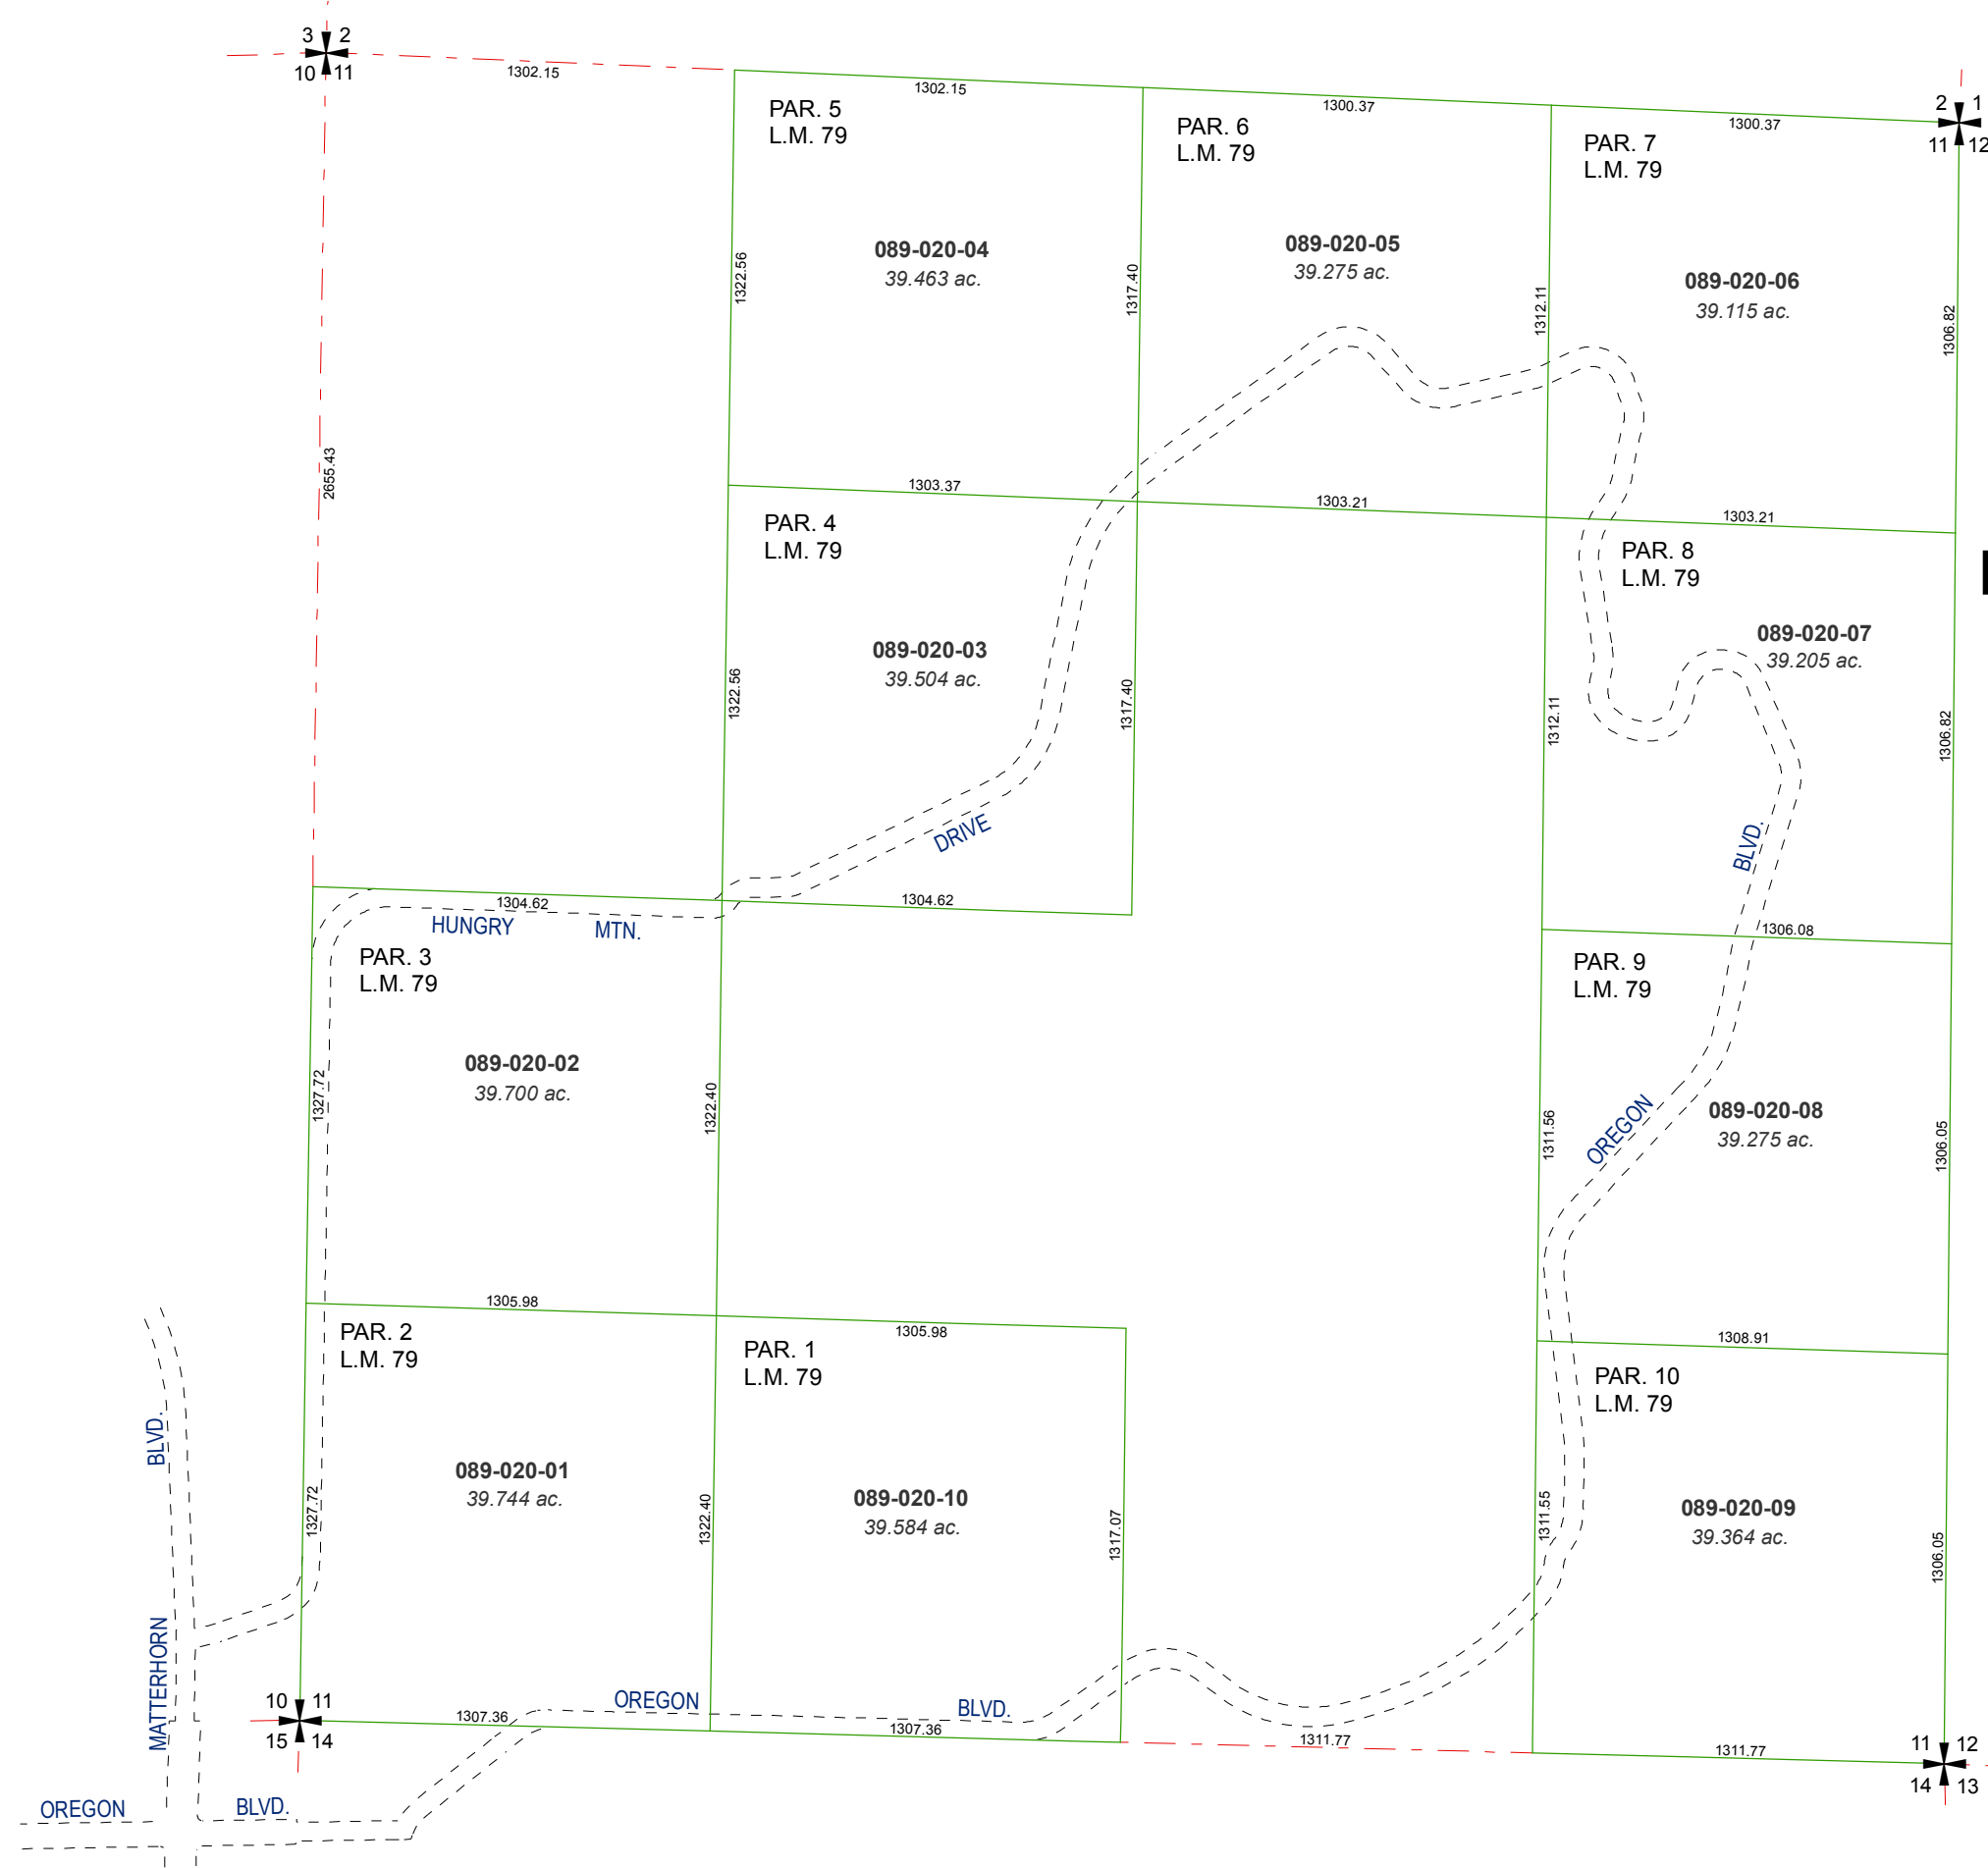 3 2
10 11
1302.15
1302.15
1300.37
1300.37
2 1
11 12
PAR. 5
L.M. 79
PAR. 6
L.M. 79
PAR. 7
L.M. 79
089-020-04
39.463 ac.
089-020-05
39.275 ac.
089-020-06
39.115 ac.
2655.43
1322.56
1317.40
1312.11
1306.82
1303.37
1303.21
1303.21
PAR. 4
L.M. 79
PAR. 8
L.M. 79
089-020-03
39.504 ac.
089-020-07
39.205 ac.
1322.56
1317.40
1312.11
1306.82
DRIVE
BLVD.
1304.62
1304.62
HUNGRY MTN.
1306.08
PAR. 3
L.M. 79
PAR. 9
L.M. 79
089-020-02
39.700 ac.
089-020-08
39.275 ac.
1327.72
1322.40
1311.56
OREGON
1306.05
1305.98
1305.98
1308.91
PAR. 2
L.M. 79
PAR. 1
L.M. 79
PAR. 10
L.M. 79
BLVD.
089-020-01
39.744 ac.
089-020-10
39.584 ac.
089-020-09
39.364 ac.
1327.72
1322.40
1317.07
1311.55
1306.05
MATTERHORN
10 11
15 14
OREGON BLVD.
1307.36
1307.36
1311.77
1311.77
11 12
14 13
OREGON BLVD.